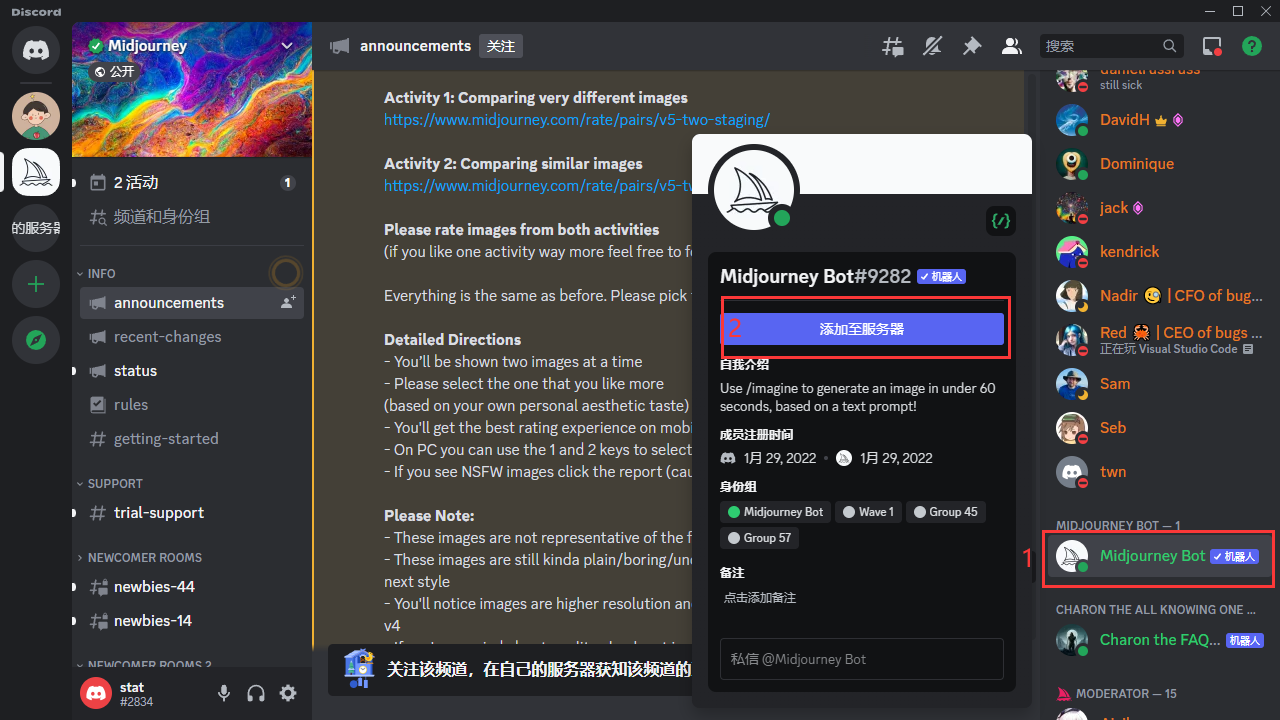 Discord
Midjourney
公开
2 活动
1
频道和身份组
的服务器
INFO
announcements
recent-changes
status
rules
getting-started
SUPPORT
trial-support
NEWCOMER ROOMS
newbies-44
newbies-14
NEWCOMER ROOMS 2
stat
#2834
announcements
关注
搜索
Activity 1: Comparing very different images
https://www.midjourney.com/rate/pairs/v5-two-staging/
Activity 2: Comparing similar images
https://www.midjourney.com/rate/pairs/v5-tw
Please rate images from both activities
(if you like one activity way more feel free to f
Everything is the same as before. Please pick
Detailed Directions
- You'll be shown two images at a time
- Please select the one that you like more
(based on your own personal aesthetic taste)
- You'll get the best rating experience on mobi
- On PC you can use the 1 and 2 keys to select
- If you see NSFW images click the report (cau
Please Note:
- These images are not representative of the f
- These images are still kinda plain/boring/und
next style
- You'll notice images are higher resolution an
v4
关注该频道，在自己的服务器获知该频道的
Midjourney Bot#9282 机器人
2
添加至服务器
自我介绍
Use /imagine to generate an image in under 60
seconds, based on a text prompt!
成员注册时间
1月 29, 2022 • 1月 29, 2022
身份组
Midjourney Bot Wave 1 Group 45
Group 57
备注
点击添加备注
私信 @Midjourney Bot
danielrussruss
still sick
DavidH
Dominique
jack
kendrick
Nadir | CFO of bug...
Red | CEO of bugs ...
正在玩 Visual Studio Code
Sam
Seb
twn
MIDJOURNEY BOT — 1
1
Midjourney Bot 机器人
CHARON THE ALL KNOWING ONE ...
Charon the FAQ... 机器人
MODERATOR — 15